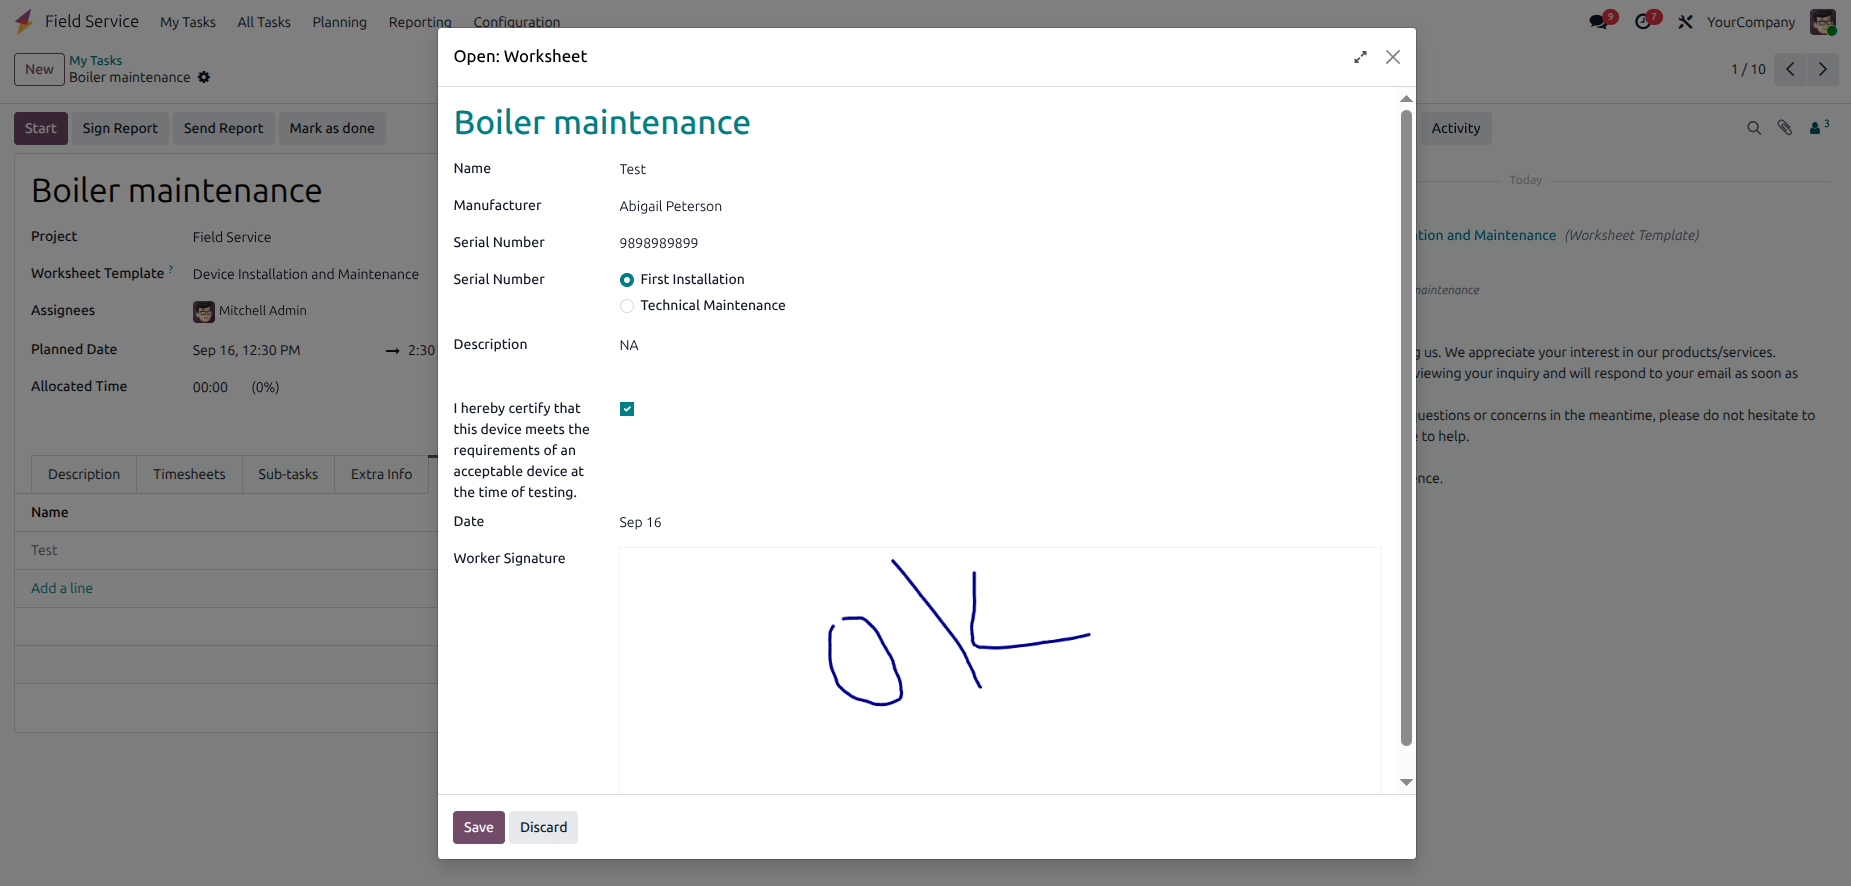 Field Service My Tasks All Tasks Planning Reporting Configuration 9 7 YourCompany
New My Tasks
Boiler maintenance
1 / 10
Start Sign Report Send Report Mark as done
Activity
3
Boiler maintenance
Project Field Service
Worksheet Template ? Device Installation and Maintenance
Assignees Mitchell Admin
Planned Date Sep 16, 12:30 PM → 2:30
Allocated Time 00:00 (0%)
Description Timesheets Sub-tasks Extra Info
Name
Test
Add a line
Open: Worksheet
Boiler maintenance
Name Test
Manufacturer Abigail Peterson
Serial Number 9898989899
Serial Number First Installation
Technical Maintenance
Description NA
I hereby certify that
this device meets the
requirements of an
acceptable device at
the time of testing.
Date Sep 16
Worker Signature
OK
Save Discard
Today
tion and Maintenance (Worksheet Template)
maintenance
g us. We appreciate your interest in our products/services.
viewing your inquiry and will respond to your email as soon as
uestions or concerns in the meantime, please do not hesitate to
to help.
nce.